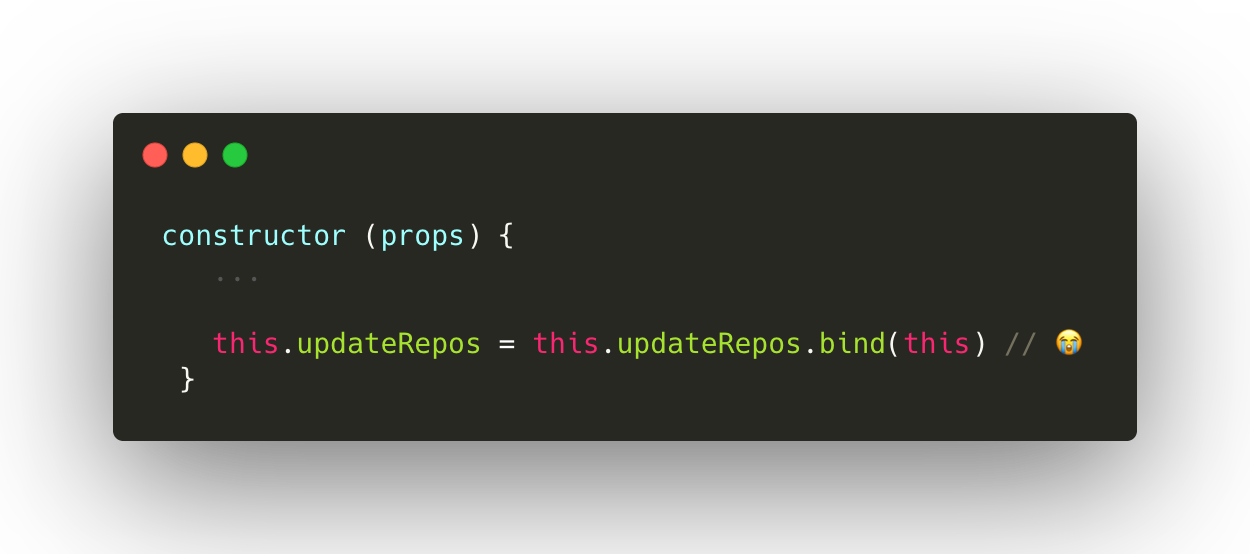 constructor (props) {
...
this.updateRepos = this.updateRepos.bind(this) // 😭
}